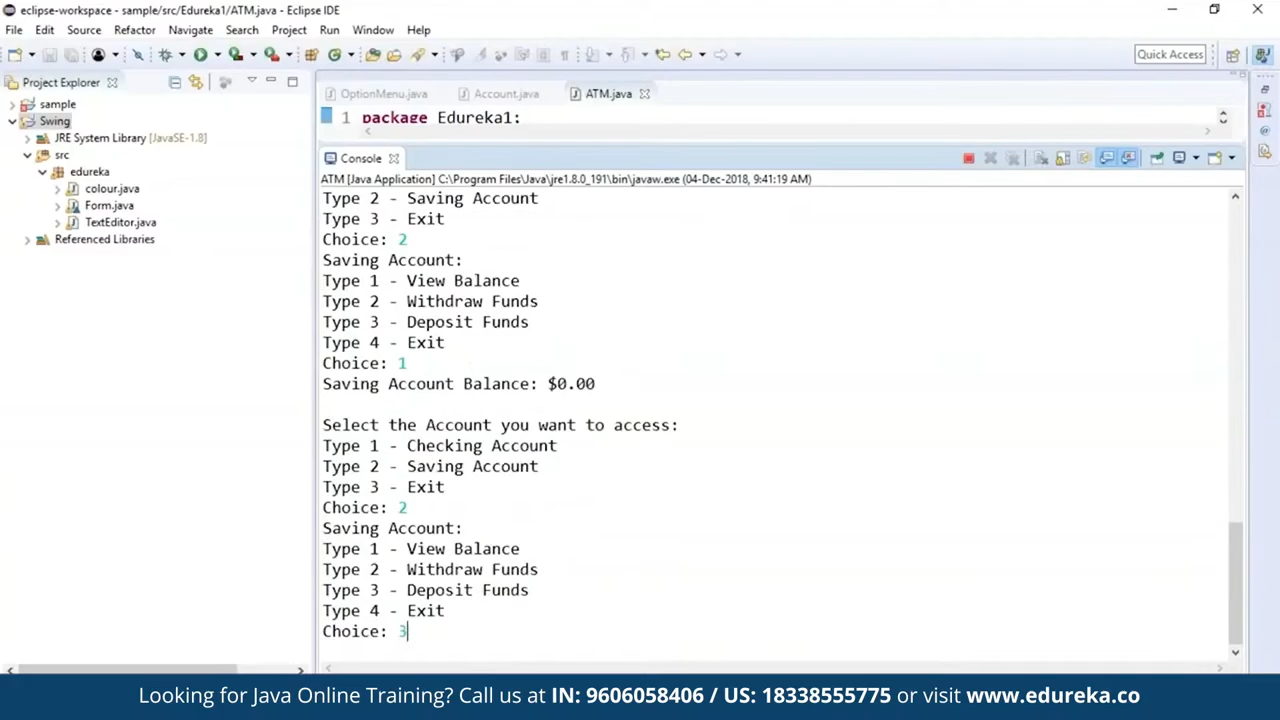 eclipse-workspace - sample/src/Edureka1/ATM.java - Eclipse IDE
File Edit Source Refactor Navigate Search Project Run Window Help
Quick Access
Project Explorer
sample
Swing
JRE System Library [JavaSE-1.8]
src
edureka
colour.java
Form.java
TextEditor.java
Referenced Libraries
OptionMenu.java Account.java ATM.java
1 package Edureka1;
Console
ATM [Java Application] C:\Program Files\Java\jre1.8.0_191\bin\javaw.exe (04-Dec-2018, 9:41:19 AM)
Type 2 - Saving Account
Type 3 - Exit
Choice: 2
Saving Account:
Type 1 - View Balance
Type 2 - Withdraw Funds
Type 3 - Deposit Funds
Type 4 - Exit
Choice: 1
Saving Account Balance: $0.00
Select the Account you want to access:
Type 1 - Checking Account
Type 2 - Saving Account
Type 3 - Exit
Choice: 2
Saving Account:
Type 1 - View Balance
Type 2 - Withdraw Funds
Type 3 - Deposit Funds
Type 4 - Exit
Choice: 3
Looking for Java Online Training? Call us at IN: 9606058406 / US: 18338555775 or visit www.edureka.co